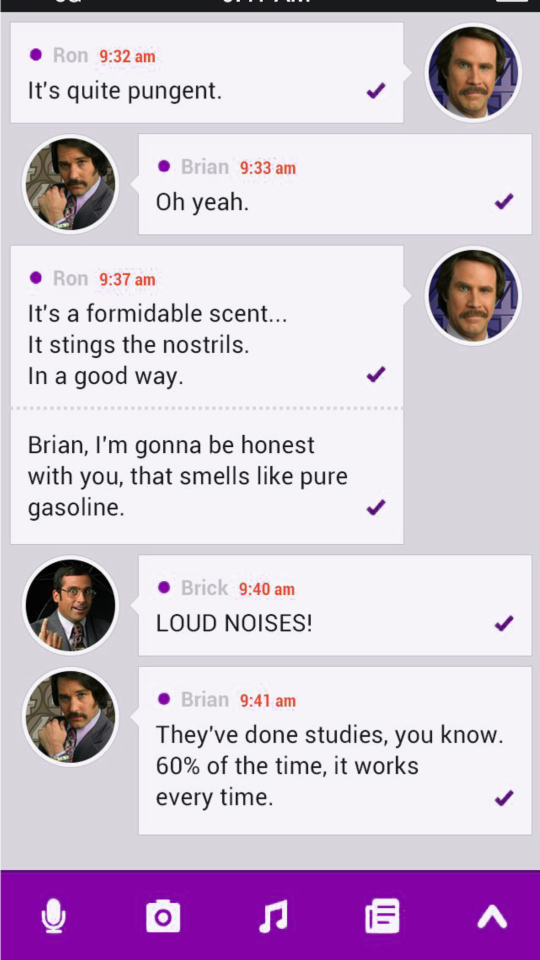 Ron 9:32 am
It's quite pungent.
Brian 9:33 am
Oh yeah.
Ron 9:37 am
It's a formidable scent...
It stings the nostrils.
In a good way.
Brian, I'm gonna be honest
with you, that smells like pure
gasoline.
Brick 9:40 am
LOUD NOISES!
Brian 9:41 am
They've done studies, you know.
60% of the time, it works
every time.